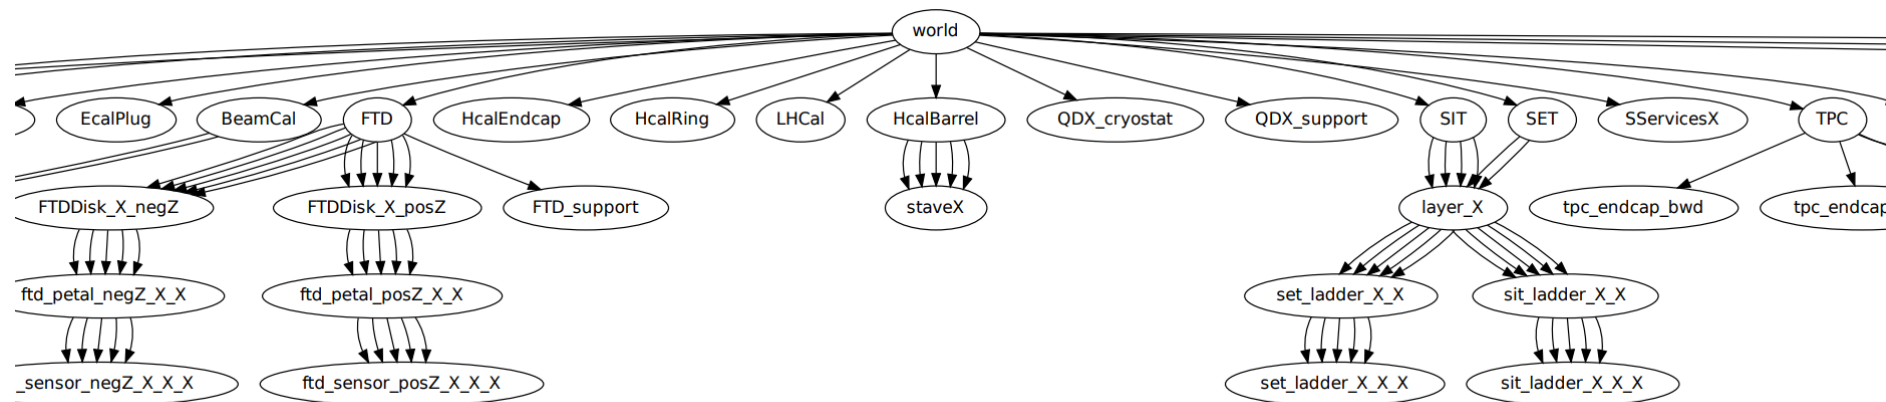 world
EcalPlug
BeamCal
FTD
HcalEndcap
HcalRing
LHCal
HcalBarrel
QDX_cryostat
QDX_support
SIT
SET
SServicesX
TPC
FTDDisk_X_negZ
FTDDisk_X_posZ
FTD_support
staveX
layer_X
tpc_endcap_bwd
tpc_endcap
ftd_petal_negZ_X_X
ftd_petal_posZ_X_X
set_ladder_X_X
sit_ladder_X_X
_sensor_negZ_X_X_X
ftd_sensor_posZ_X_X_X
set_ladder_X_X_X
sit_ladder_X_X_X